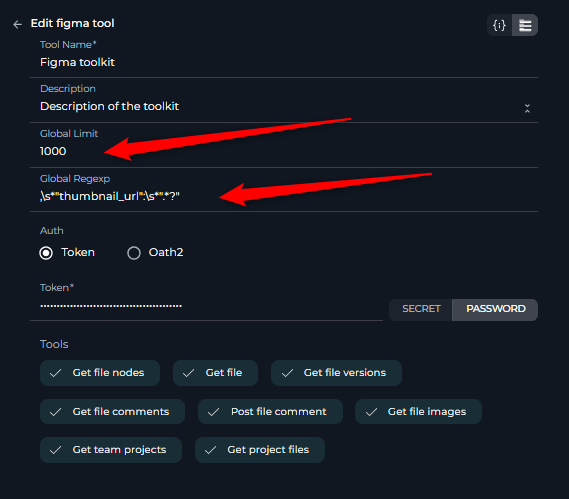 Edit figma tool
Tool Name*
Figma toolkit
Description
Description of the toolkit
Global Limit
1000
Global Regexp
,\s*"thumbnail_url":\s*".*?"
Auth
Token
Oath2
Token*
SECRET
PASSWORD
Tools
Get file nodes
Get file
Get file versions
Get file comments
Post file comment
Get file images
Get team projects
Get project files